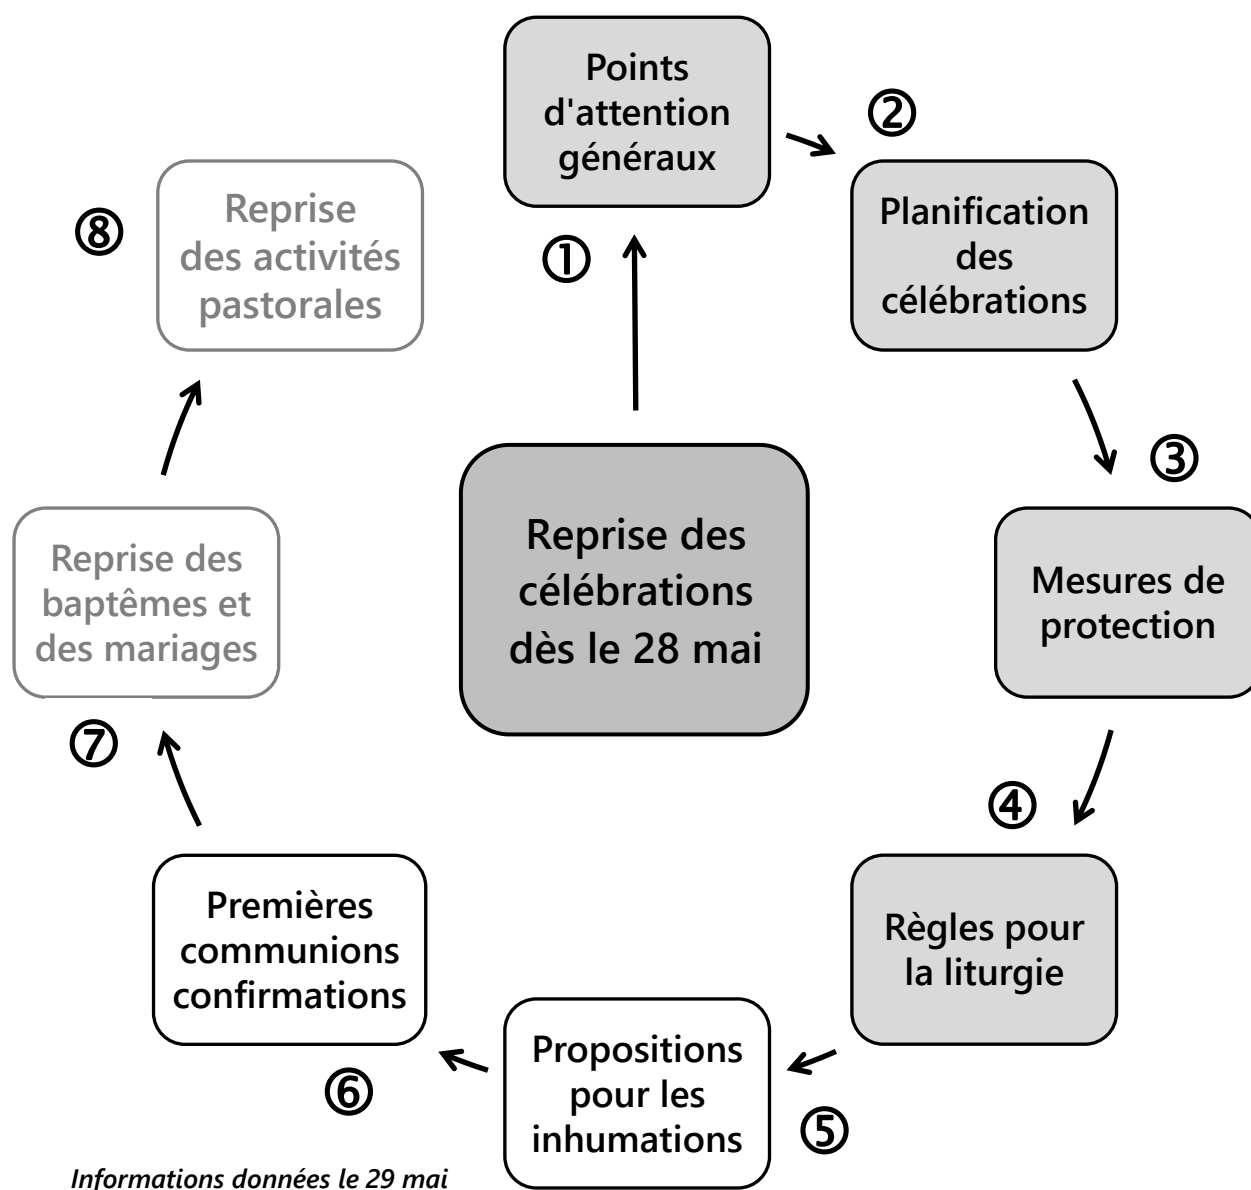 Reprise des
célébrations
dès le 28 mai
①
Points
d'attention
généraux
②
Planification
des
célébrations
③
Mesures de
protection
④
Règles pour
la liturgie
⑤
Propositions
pour les
inhumations
⑥
Premières
communions
confirmations
⑦
Reprise des
baptêmes et
des mariages
⑧
Reprise
des activités
pastorales
Informations données le 29 mai